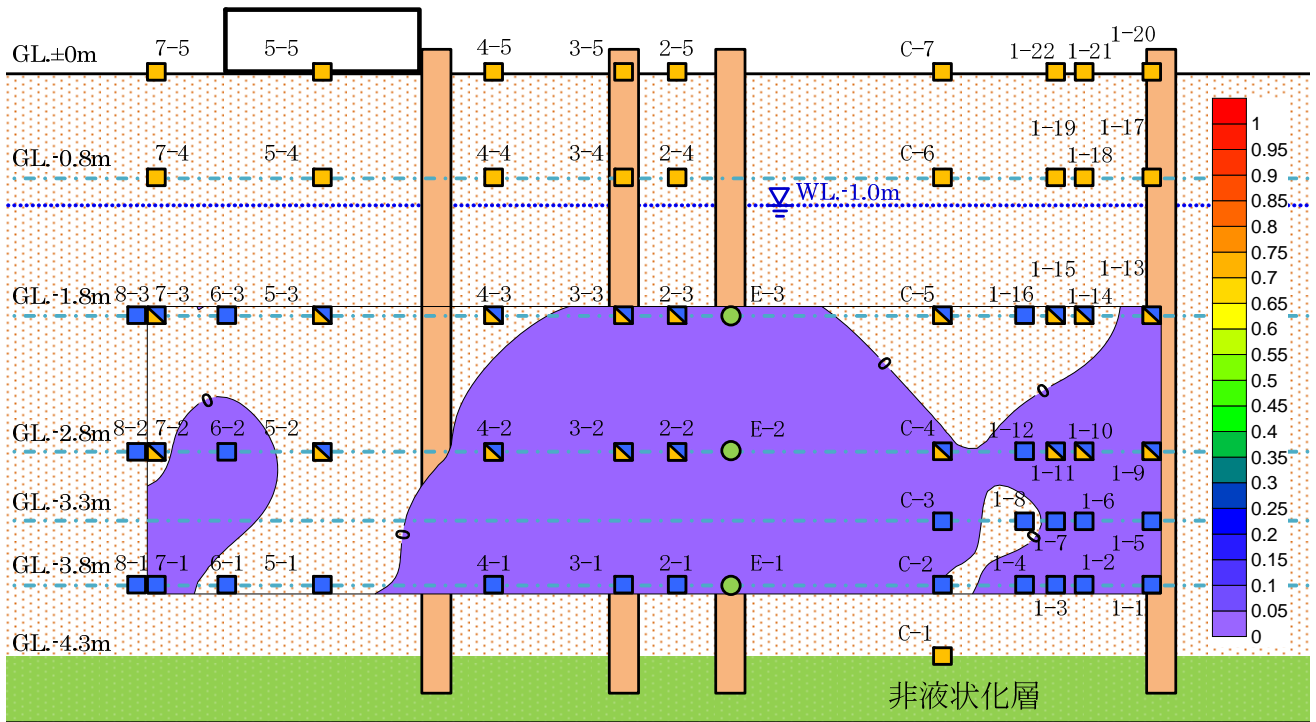 7-5 5-5 4-5 3-5 2-5 C-7 1-22 1-21 1-20
GL.±0m
1-19 1-17
7-4 5-4 4-4 3-4 2-4 C-6 1-18
GL.-0.8m
WL.-1.0m
1-15 1-13
8-3 7-3 6-3 5-3 4-3 3-3 2-3 E-3 C-5 1-16 1-14
GL.-1.8m
0 0
0
8-2 7-2 6-2 5-2 4-2 3-2 2-2 E-2 C-4 1-12 1-10
GL.-2.8m
1-11 1-9
C-3 1-8 1-6
GL.-3.3m
0 0
1-7 1-5
8-1 7-1 6-1 5-1 4-1 3-1 2-1 E-1 C-2 1-4 1-2
GL.-3.8m
1-3 1-1
C-1
GL.-4.3m
非液状化層
1
0.95
0.9
0.85
0.8
0.75
0.7
0.65
0.6
0.55
0.5
0.45
0.4
0.35
0.3
0.25
0.2
0.15
0.1
0.05
0